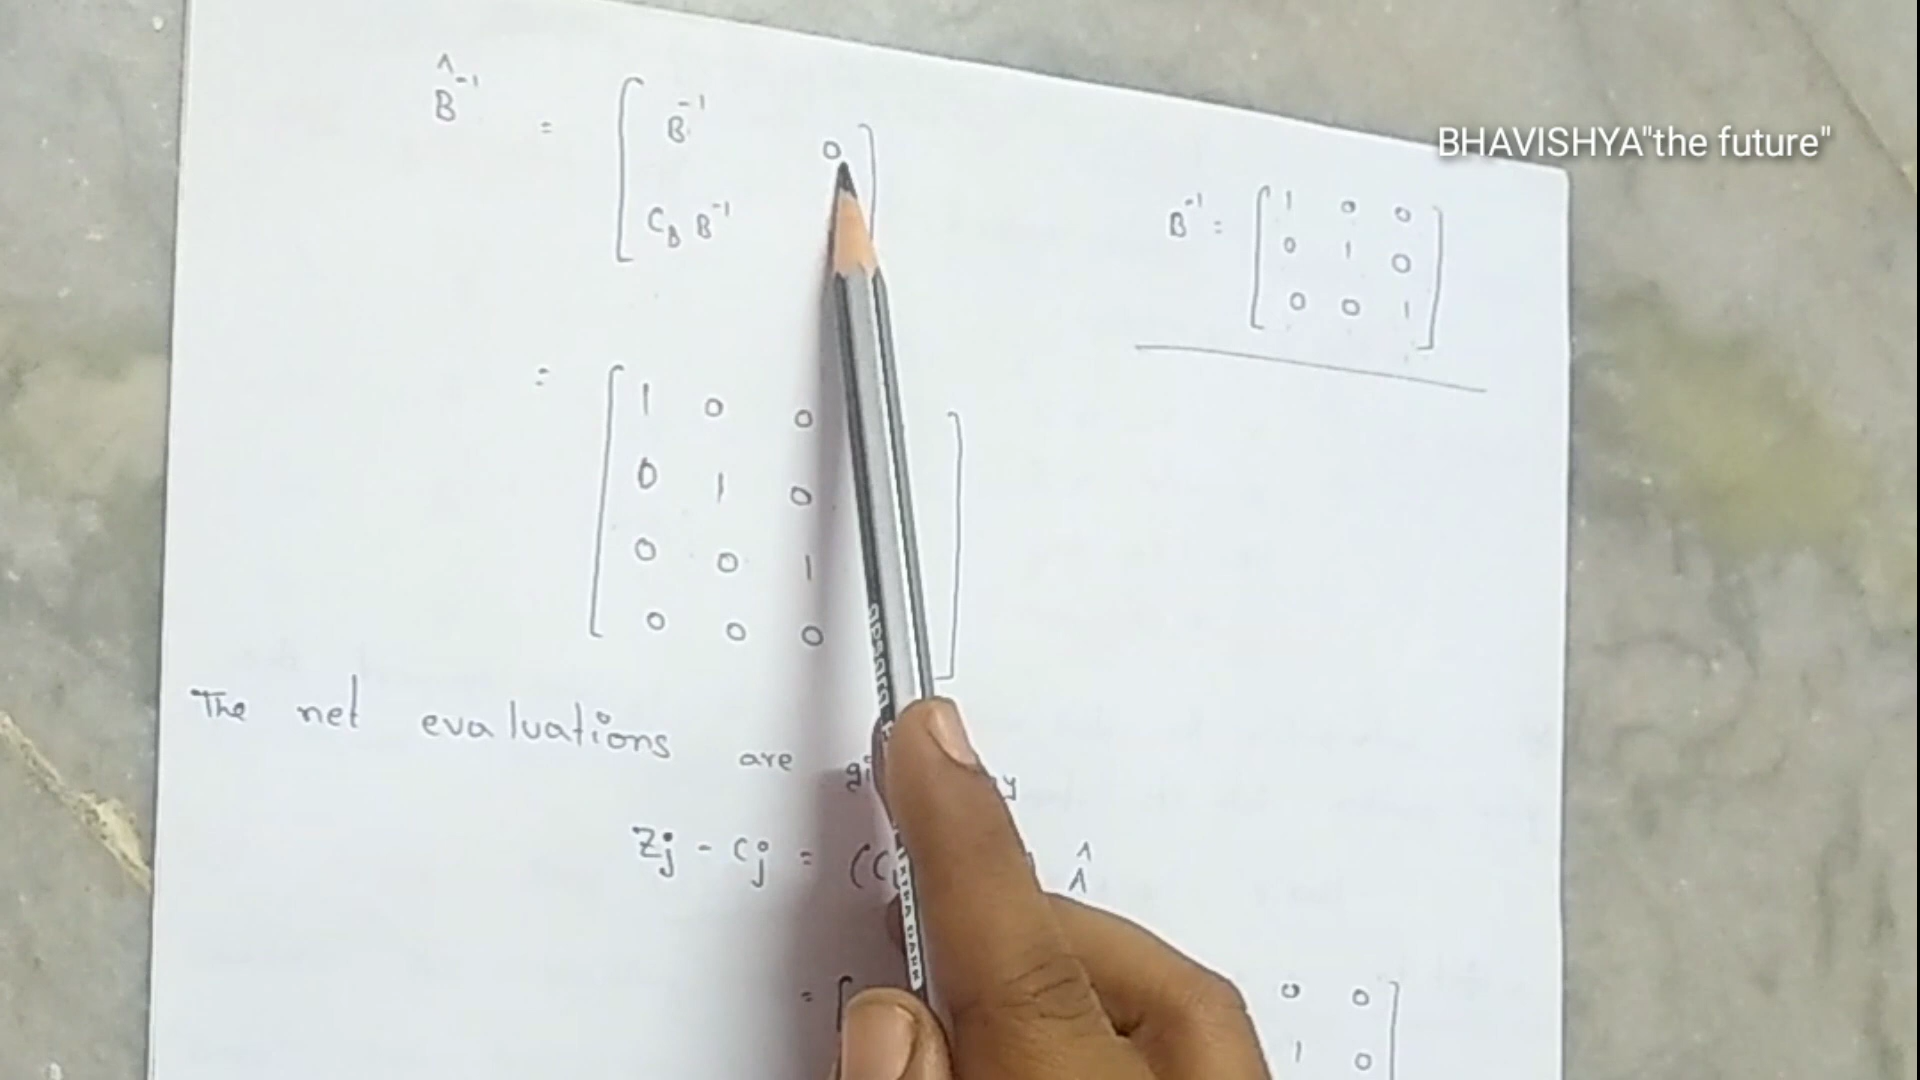 BHAVISHYA"the future"
B̂⁻¹ = [ B⁻¹ 0
C_B B⁻¹ ]
B⁻¹ = [ 1 0 0
0 1 0
0 0 1 ]
= [ 1 0 0
0 1 0
0 0 1
0 0 0 ]
The net evaluations are
Zj - Cj = (C Â
= [ 0 0
1 0 ]
apsara